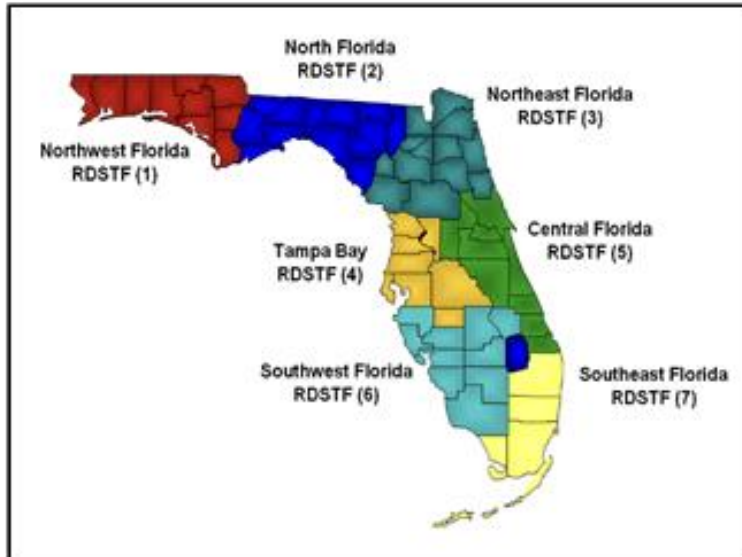 North Florida
RDSTF (2)
Northeast Florida
RDSTF (3)
Northwest Florida
RDSTF (1)
Central Florida
RDSTF (5)
Tampa Bay
RDSTF (4)
Southwest Florida
RDSTF (6)
Southeast Florida
RDSTF (7)